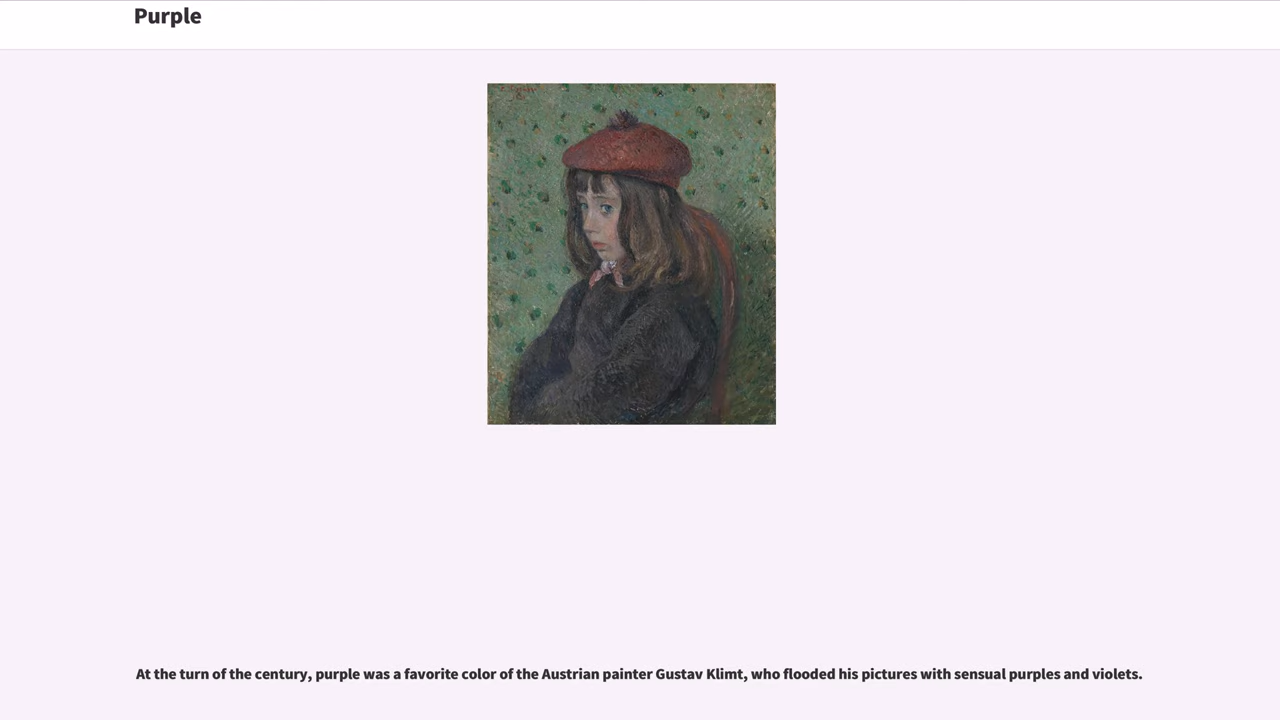 Purple
At the turn of the century, purple was a favorite color of the Austrian painter Gustav Klimt, who flooded his pictures with sensual purples and violets.